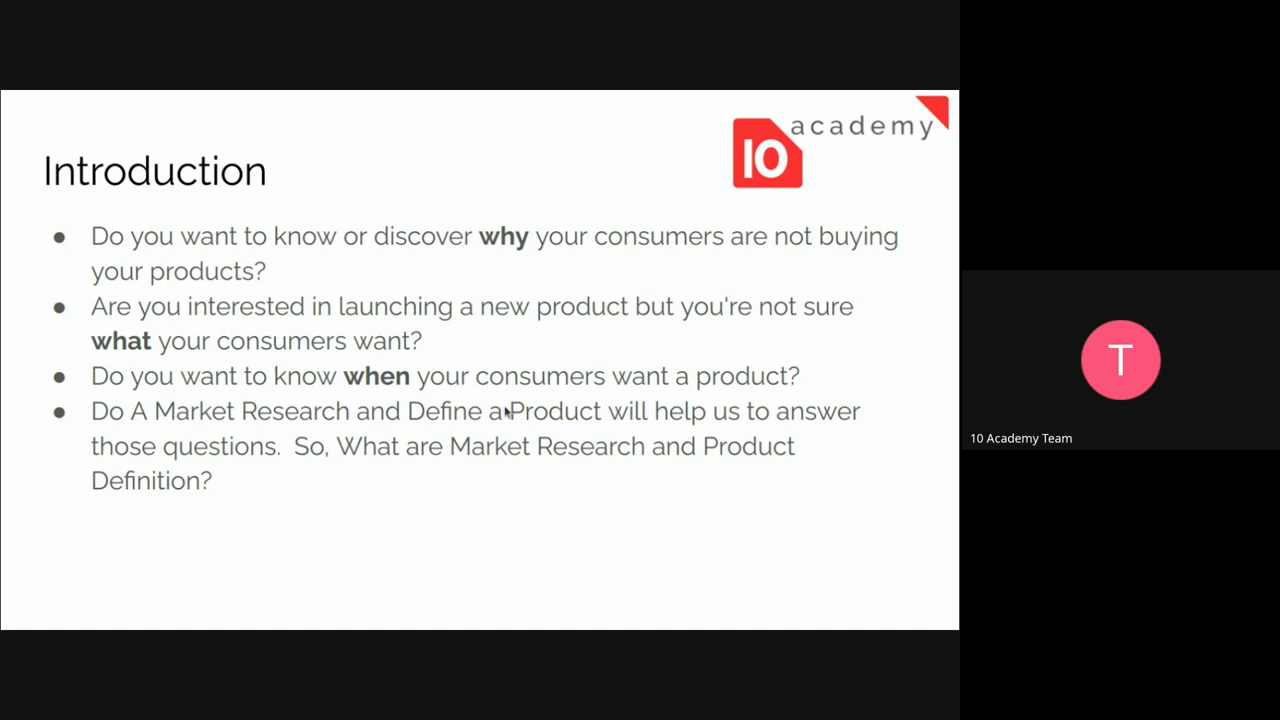 academy
10
Introduction
● Do you want to know or discover why your consumers are not buying
your products?
● Are you interested in launching a new product but you're not sure
what your consumers want?
● Do you want to know when your consumers want a product?
● Do A Market Research and Define a Product will help us to answer
those questions.  So, What are Market Research and Product
Definition?
T
10 Academy Team